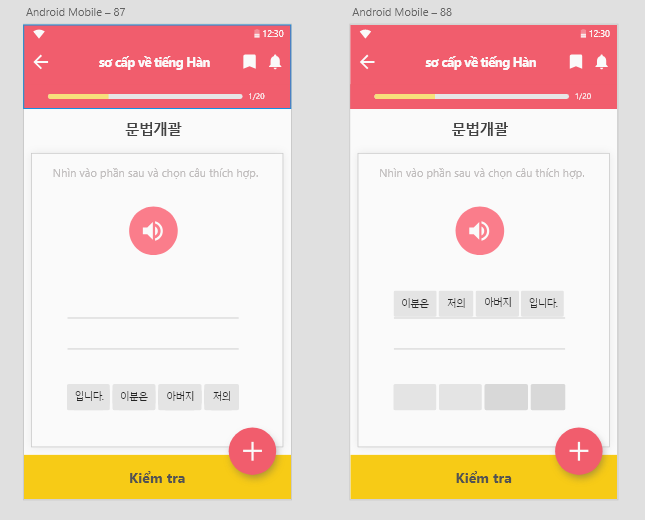 Android Mobile – 87
12:30
sơ cấp về tiếng Hàn
1/20
문법개괄
Nhìn vào phần sau và chọn câu thích hợp.
입니다. 이분은 아버지 저의
Kiểm tra
Android Mobile – 88
12:30
sơ cấp về tiếng Hàn
1/20
문법개괄
Nhìn vào phần sau và chọn câu thích hợp.
이분은 저의 아버지 입니다.
Kiểm tra